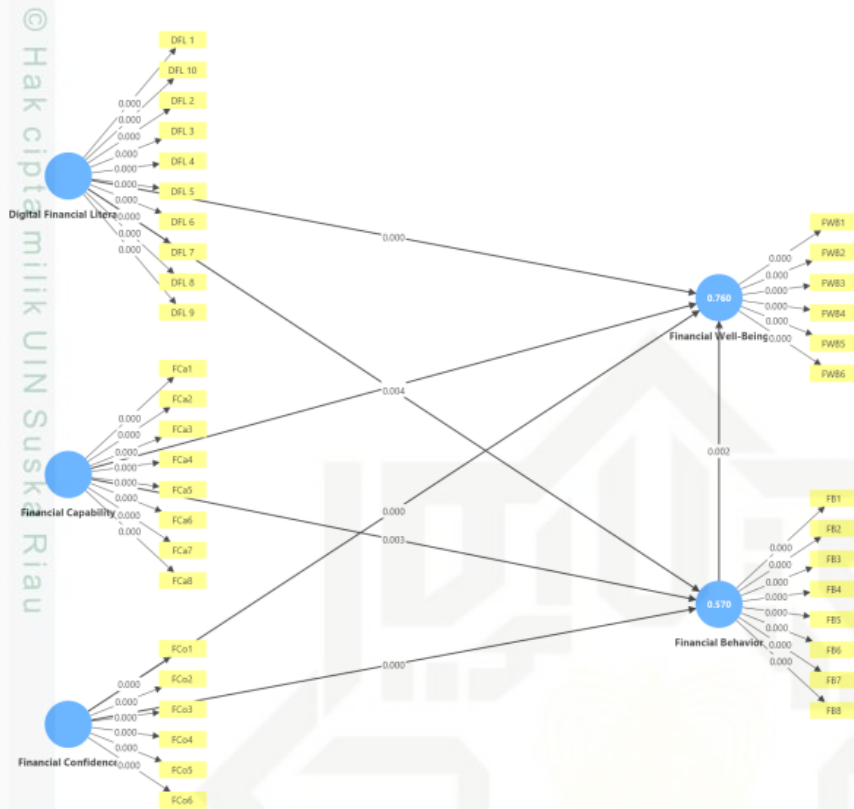 © Hak cipta milik UIN Suska Riau
DFL 1
DFL 10
DFL 2
DFL 3
DFL 4
DFL 5
DFL 6
DFL 7
DFL 8
DFL 9
0.000
0.000
0.000
0.000
0.000
0.000
0.000
0.000
0.000
0.000
Digital Financial Litera
FCa1
FCa2
FCa3
FCa4
FCa5
FCa6
FCa7
FCa8
0.000
0.000
0.000
0.000
0.000
0.000
0.000
0.000
Financial Capability
FCo1
FCo2
FCo3
FCo4
FCo5
FCo6
0.000
0.000
0.000
0.000
0.000
0.000
Financial Confidence
0.000
0.004
0.000
0.003
0.000
0.002
0.760
Financial Well-Being
0.000
0.000
0.000
0.000
0.000
0.000
FWB1
FWB2
FWB3
FWB4
FWB5
FWB6
0.570
Financial Behavior
0.000
0.000
0.000
0.000
0.000
0.000
0.000
0.000
FB1
FB2
FB3
FB4
FB5
FB6
FB7
FB8